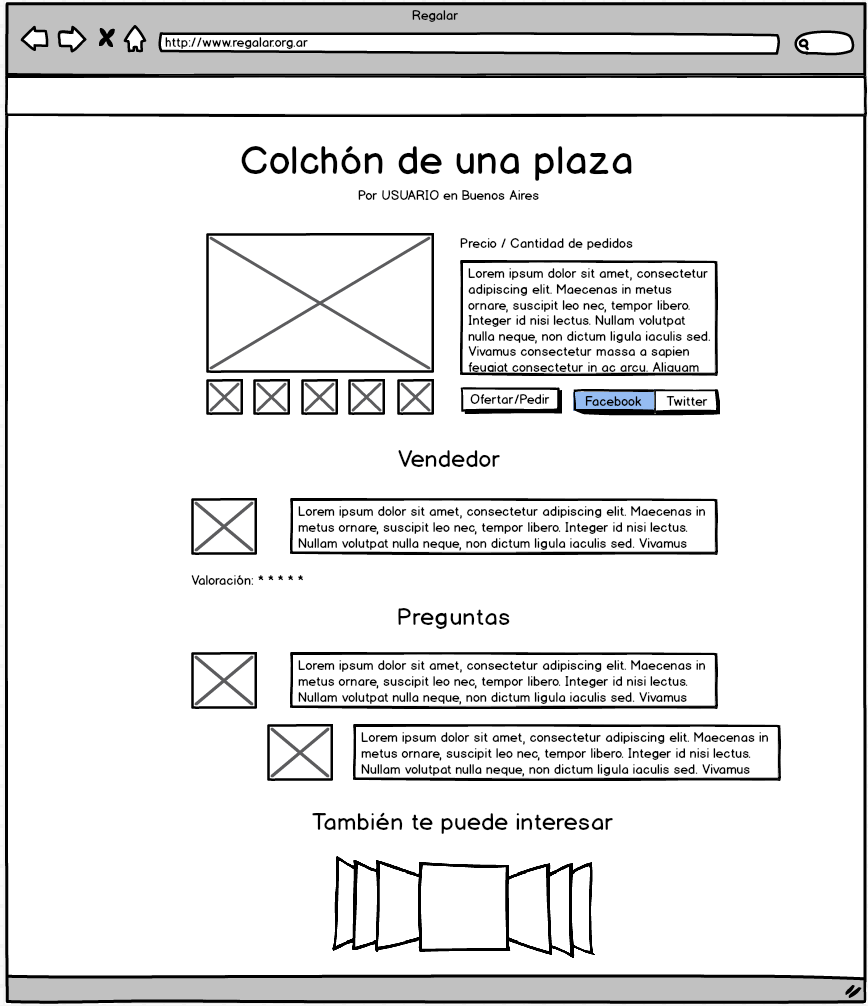 Regalar
http://www.regalar.org.ar
Colchón de una plaza
Por USUARIO en Buenos Aires
Precio / Cantidad de pedidos
Lorem ipsum dolor sit amet, consectetur
adipiscing elit. Maecenas in metus
ornare, suscipit leo nec, tempor libero.
Integer id nisi lectus. Nullam volutpat
nulla neque, non dictum ligula iaculis sed.
Vivamus consectetur massa a sapien
feugiat consectetur in ac arcu. Aliquam
Ofertar/Pedir
Facebook
Twitter
Vendedor
Lorem ipsum dolor sit amet, consectetur adipiscing elit. Maecenas in
metus ornare, suscipit leo nec, tempor libero. Integer id nisi lectus.
Nullam volutpat nulla neque, non dictum ligula iaculis sed. Vivamus
Valoración: * * * * *
Preguntas
Lorem ipsum dolor sit amet, consectetur adipiscing elit. Maecenas in
metus ornare, suscipit leo nec, tempor libero. Integer id nisi lectus.
Nullam volutpat nulla neque, non dictum ligula iaculis sed. Vivamus
Lorem ipsum dolor sit amet, consectetur adipiscing elit. Maecenas in
metus ornare, suscipit leo nec, tempor libero. Integer id nisi lectus.
Nullam volutpat nulla neque, non dictum ligula iaculis sed. Vivamus
También te puede interesar